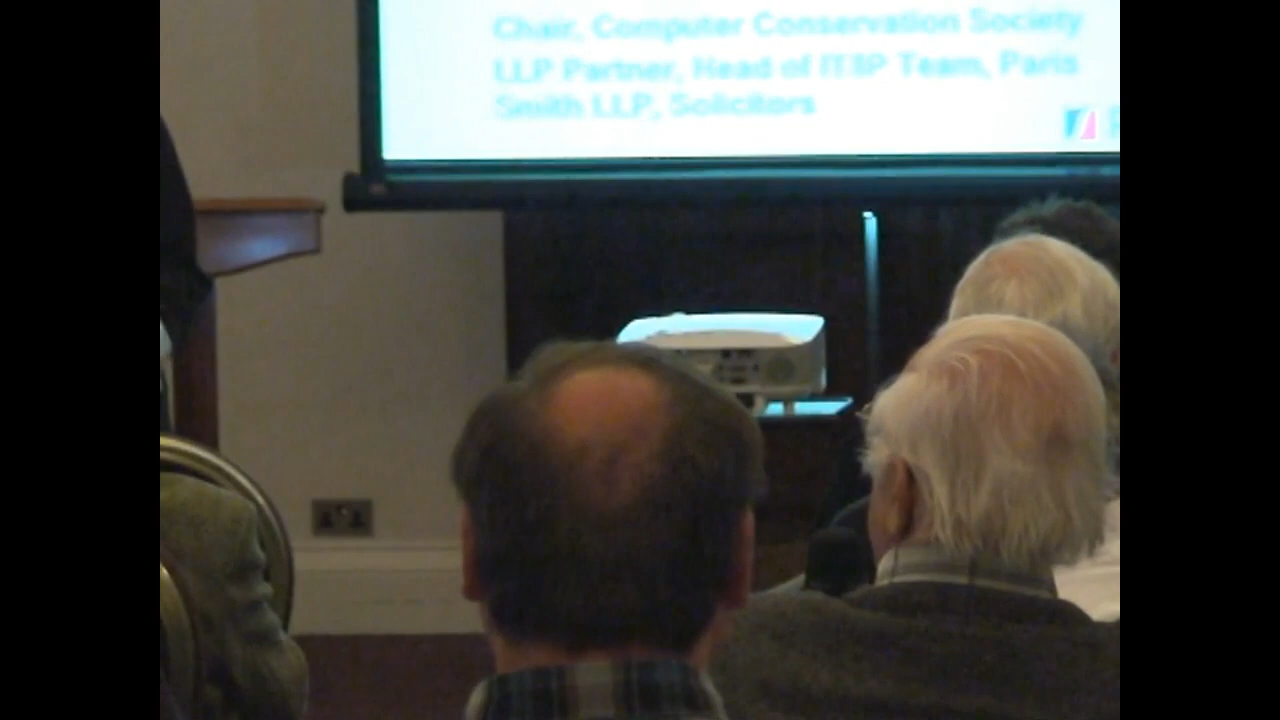 Chair, Computer Conservation Society
LLP Partner, Head of IT/IP Team, Paris
Smith LLP, Solicitors